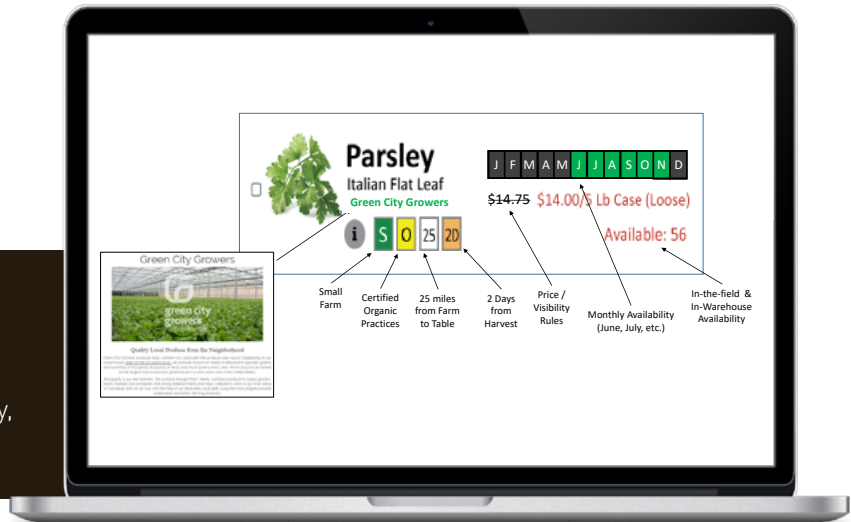 Parsley
Italian Flat Leaf
Green City Growers
i S O 25 2D
J F M A M J J A S O N D
$14.75 $14.00/5 Lb Case (Loose)
Available: 56
Small
Farm
Certified
Organic
Practices
25 miles
from Farm
to Table
2 Days
from
Harvest
Price /
Visibility
Rules
Monthly Availability
(June, July, etc.)
In-the-field &
In-Warehouse
Availability
Green City Growers
green city
growers
Quality Local Produce from the Neighborhood
y,